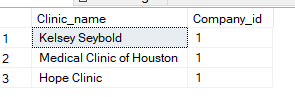 Clinic_name Company_id
1 Kelsey Seybold 1
2 Medical Clinic of Houston 1
3 Hope Clinic 1